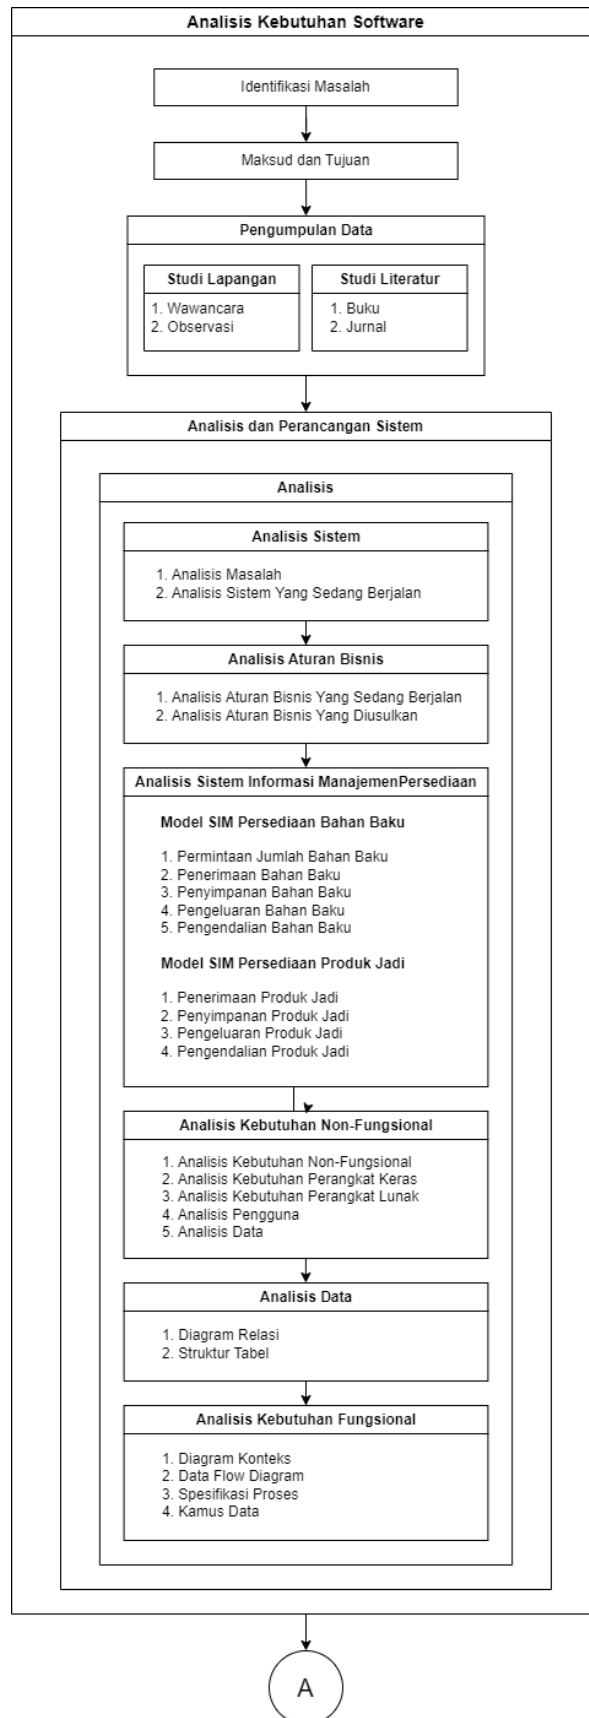 Analisis Kebutuhan Software
Identifikasi Masalah
Maksud dan Tujuan
Pengumpulan Data
Studi Lapangan
1. Wawancara
2. Observasi
Studi Literatur
1. Buku
2. Jurnal
Analisis dan Perancangan Sistem
Analisis
Analisis Sistem
1. Analisis Masalah
2. Analisis Sistem Yang Sedang Berjalan
Analisis Aturan Bisnis
1. Analisis Aturan Bisnis Yang Sedang Berjalan
2. Analisis Aturan Bisnis Yang Diusulkan
Analisis Sistem Informasi ManajemenPersediaan
Model SIM Persediaan Bahan Baku
1. Permintaan Jumlah Bahan Baku
2. Penerimaan Bahan Baku
3. Penyimpanan Bahan Baku
4. Pengeluaran Bahan Baku
5. Pengendalian Bahan Baku
Model SIM Persediaan Produk Jadi
1. Penerimaan Produk Jadi
2. Penyimpanan Produk Jadi
3. Pengeluaran Produk Jadi
4. Pengendalian Produk Jadi
Analisis Kebutuhan Non-Fungsional
1. Analisis Kebutuhan Non-Fungsional
2. Analisis Kebutuhan Perangkat Keras
3. Analisis Kebutuhan Perangkat Lunak
4. Analisis Pengguna
5. Analisis Data
Analisis Data
1. Diagram Relasi
2. Struktur Tabel
Analisis Kebutuhan Fungsional
1. Diagram Konteks
2. Data Flow Diagram
3. Spesifikasi Proses
4. Kamus Data
A